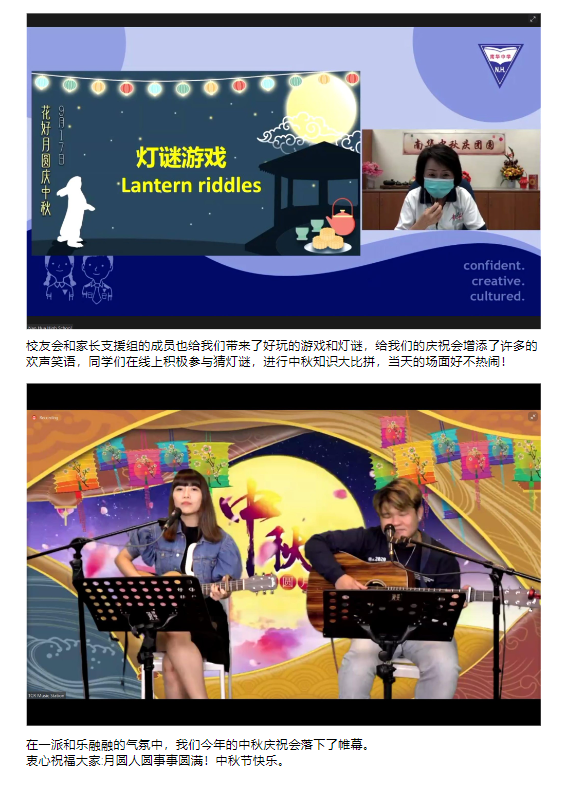 南华中学
N.H.
9月17日
花好月圆庆中秋
灯谜游戏
Lantern riddles
南华中秋庆团圆
confident.
creative.
cultured.
Nan Hua High School
校友会和家长支援组的成员也给我们带来了好玩的游戏和灯谜，给我们的庆祝会增添了许多的
欢声笑语，同学们在线上积极参与猜灯谜，进行中秋知识大比拼，当天的场面好不热闹！
Recording
中秋
TCR Music Station
在一派和乐融融的气氛中，我们今年的中秋庆祝会落下了帷幕。
衷心祝福大家:月圆人圆事事圆满！中秋节快乐。